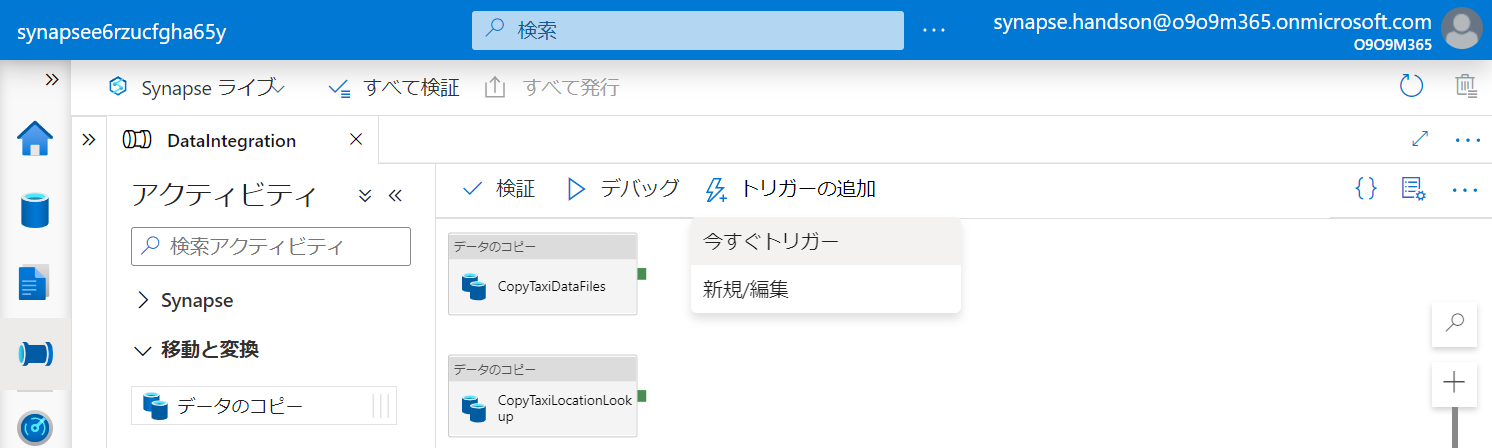 synapsee6rzucfgha65y
検索
synapse.handson@o9o9m365.onmicrosoft.com
O9O9M365
Synapse ライブ
すべて検証
すべて発行
DataIntegration
アクティビティ
検証
デバッグ
トリガーの追加
検索アクティビティ
データのコピー
CopyTaxiDataFiles
今すぐトリガー
新規/編集
Synapse
移動と変換
データのコピー
データのコピー
CopyTaxiLocationLook
up